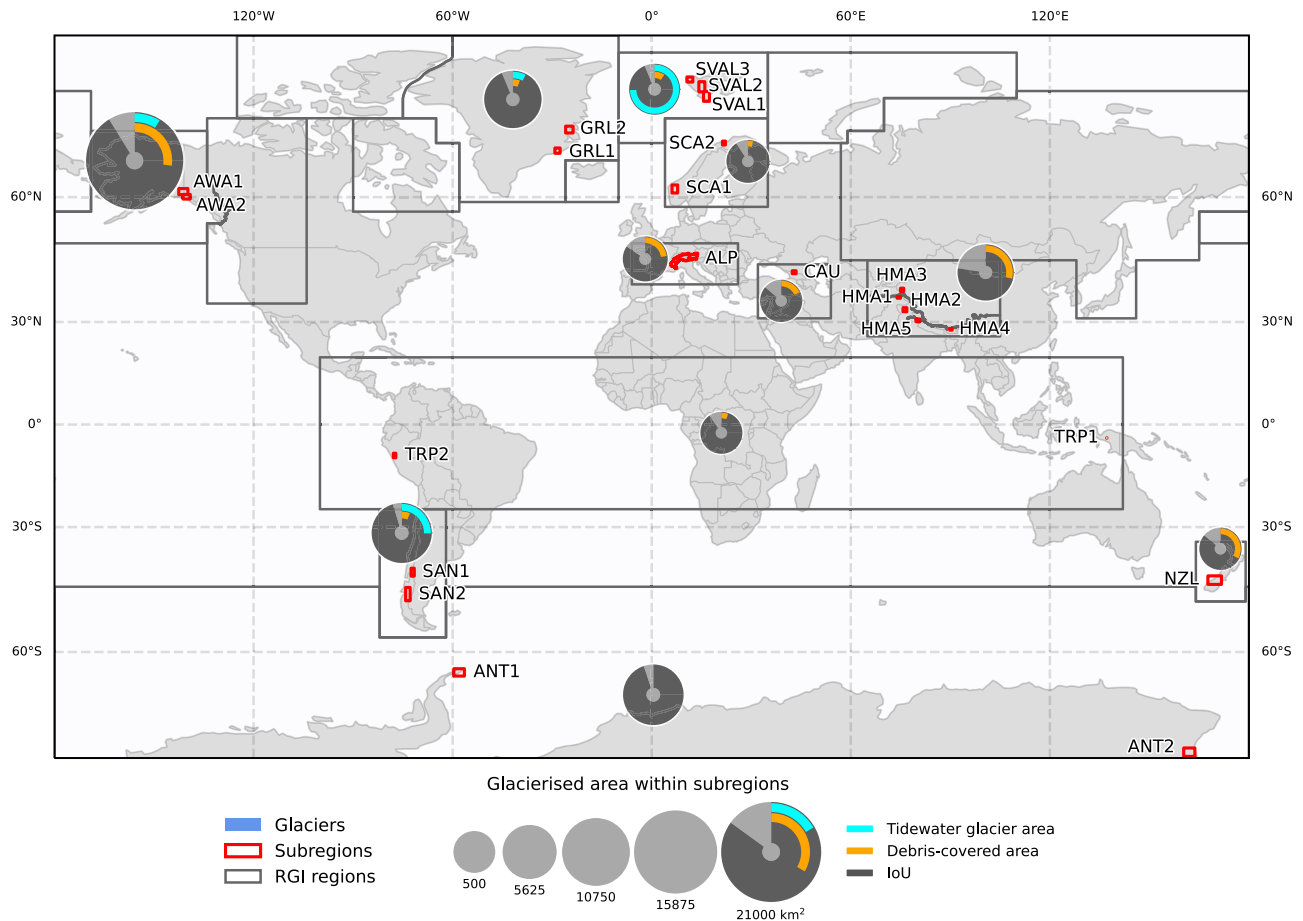 120°W 60°W 0° 60°E 120°E
SVAL3
SVAL2
SVAL1
GRL2
GRL1
SCA2
SCA1
AWA1
AWA2
60°N 60°N
ALP
CAU
HMA3
HMA1
HMA2
HMA5
HMA4
30°N 30°N
0° 0°
TRP1
TRP2
30°S 30°S
SAN1
SAN2
NZL
60°S 60°S
ANT1
ANT2
Glacierised area within subregions
Glaciers
Subregions
RGI regions
500
5625
10750
15875
21000 km²
Tidewater glacier area
Debris-covered area
IoU